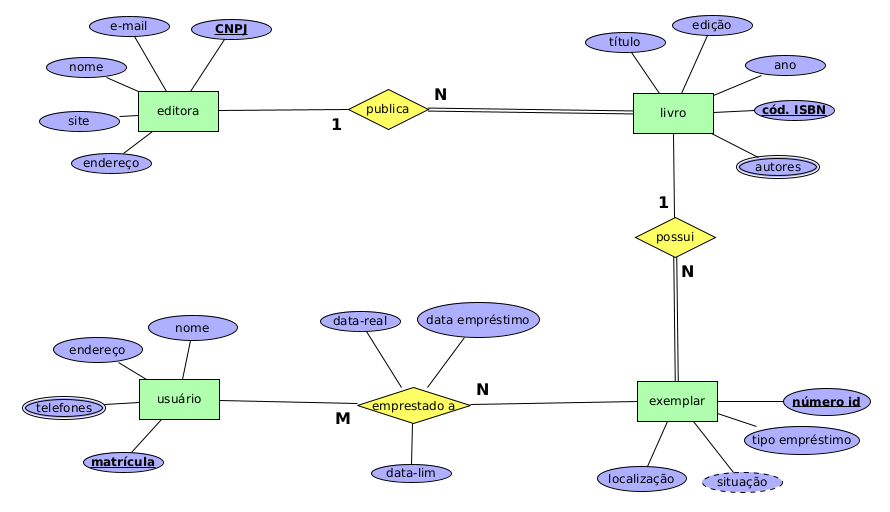 e-mail
CNPJ
edição
título
nome
ano
editora
publica
N
livro
cód. ISBN
site
1
endereço
autores
1
possui
N
data-real
data empréstimo
nome
endereço
usuário
emprestado a
N
exemplar
número id
telefones
M
tipo empréstimo
matrícula
data-lim
localização
situação